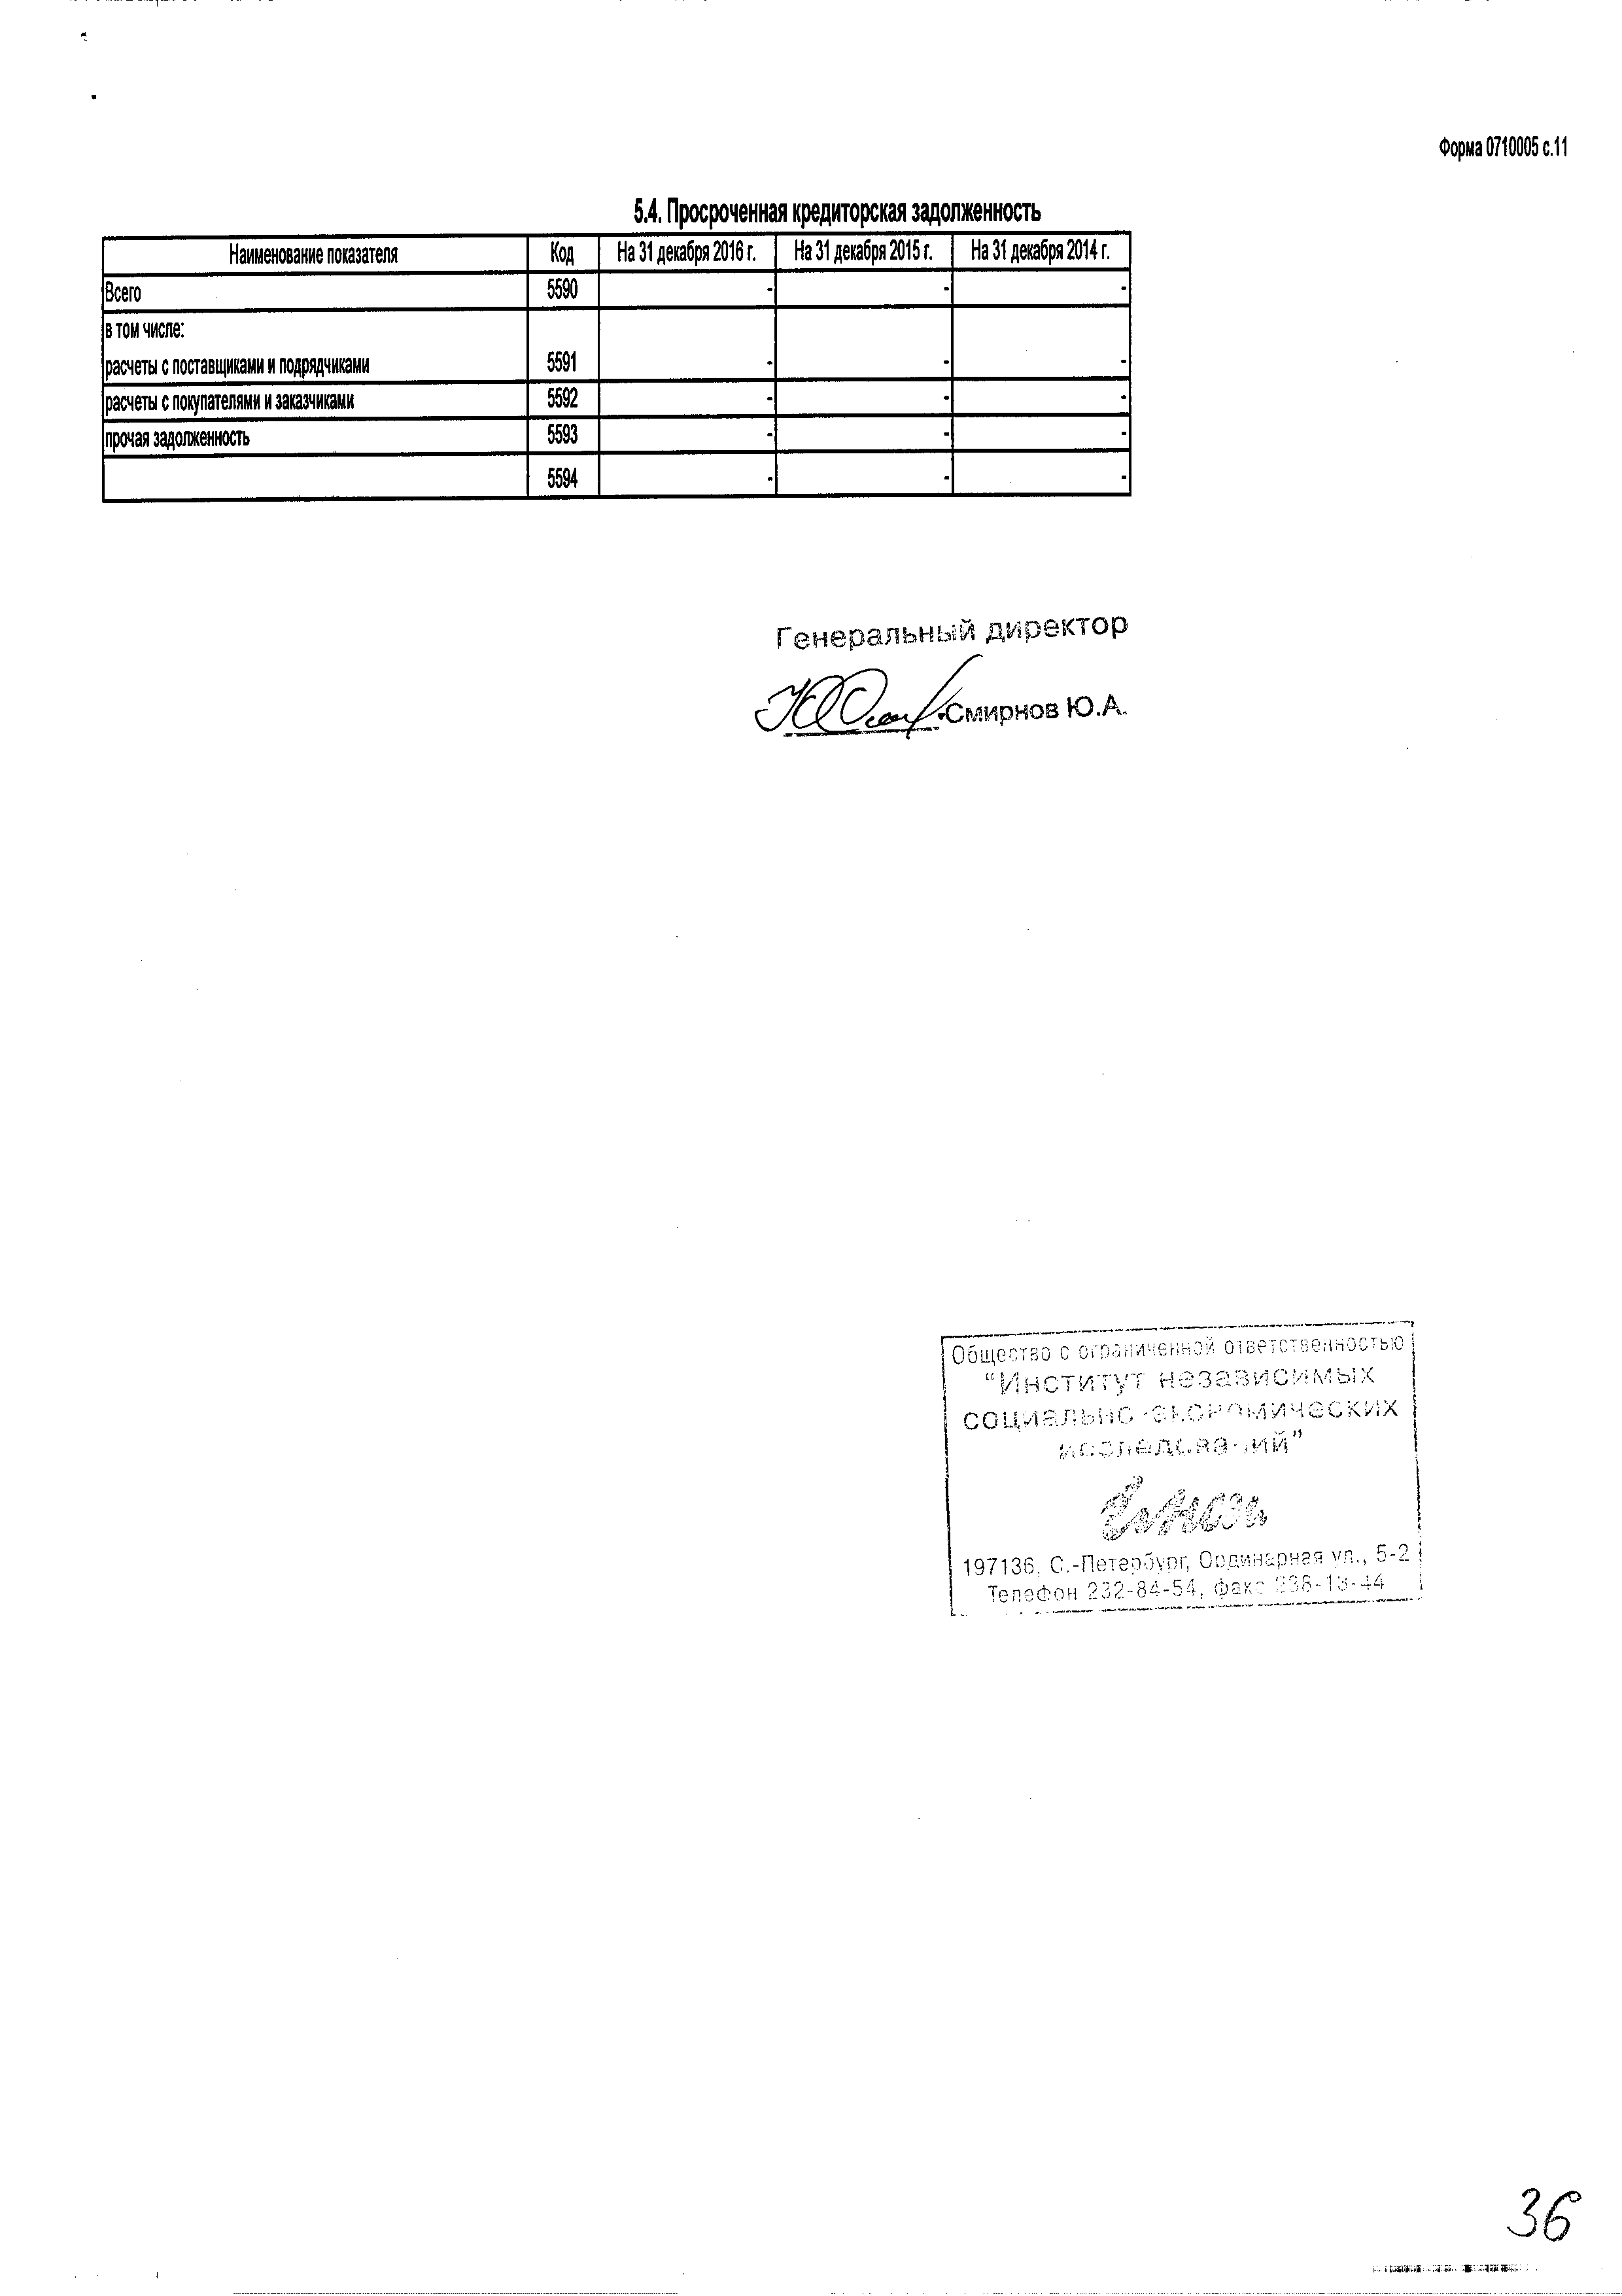 Форма 0710005 с.11
5.4. Просроченная кредиторская задолженность
Наименование показателя Код На 31 декабря 2016 г. На 31 декабря 2015 г. На 31 декабря 2014 г.
Всего 5590 - - -
в том числе:
расчеты с поставщиками и подрядчиками 5591 - - -
расчеты с покупателями и заказчиками 5592 - - -
прочая задолженность 5593 - - -
5594 - - -
Генеральный директор
Смирнов Ю.А.
Общество с ограниченной ответственностью
"Институт независимых
социально-экономических
исследований"
197136, С.-Петербург, Ординарная ул., 5-2
Телефон 232-84-54, факс
36